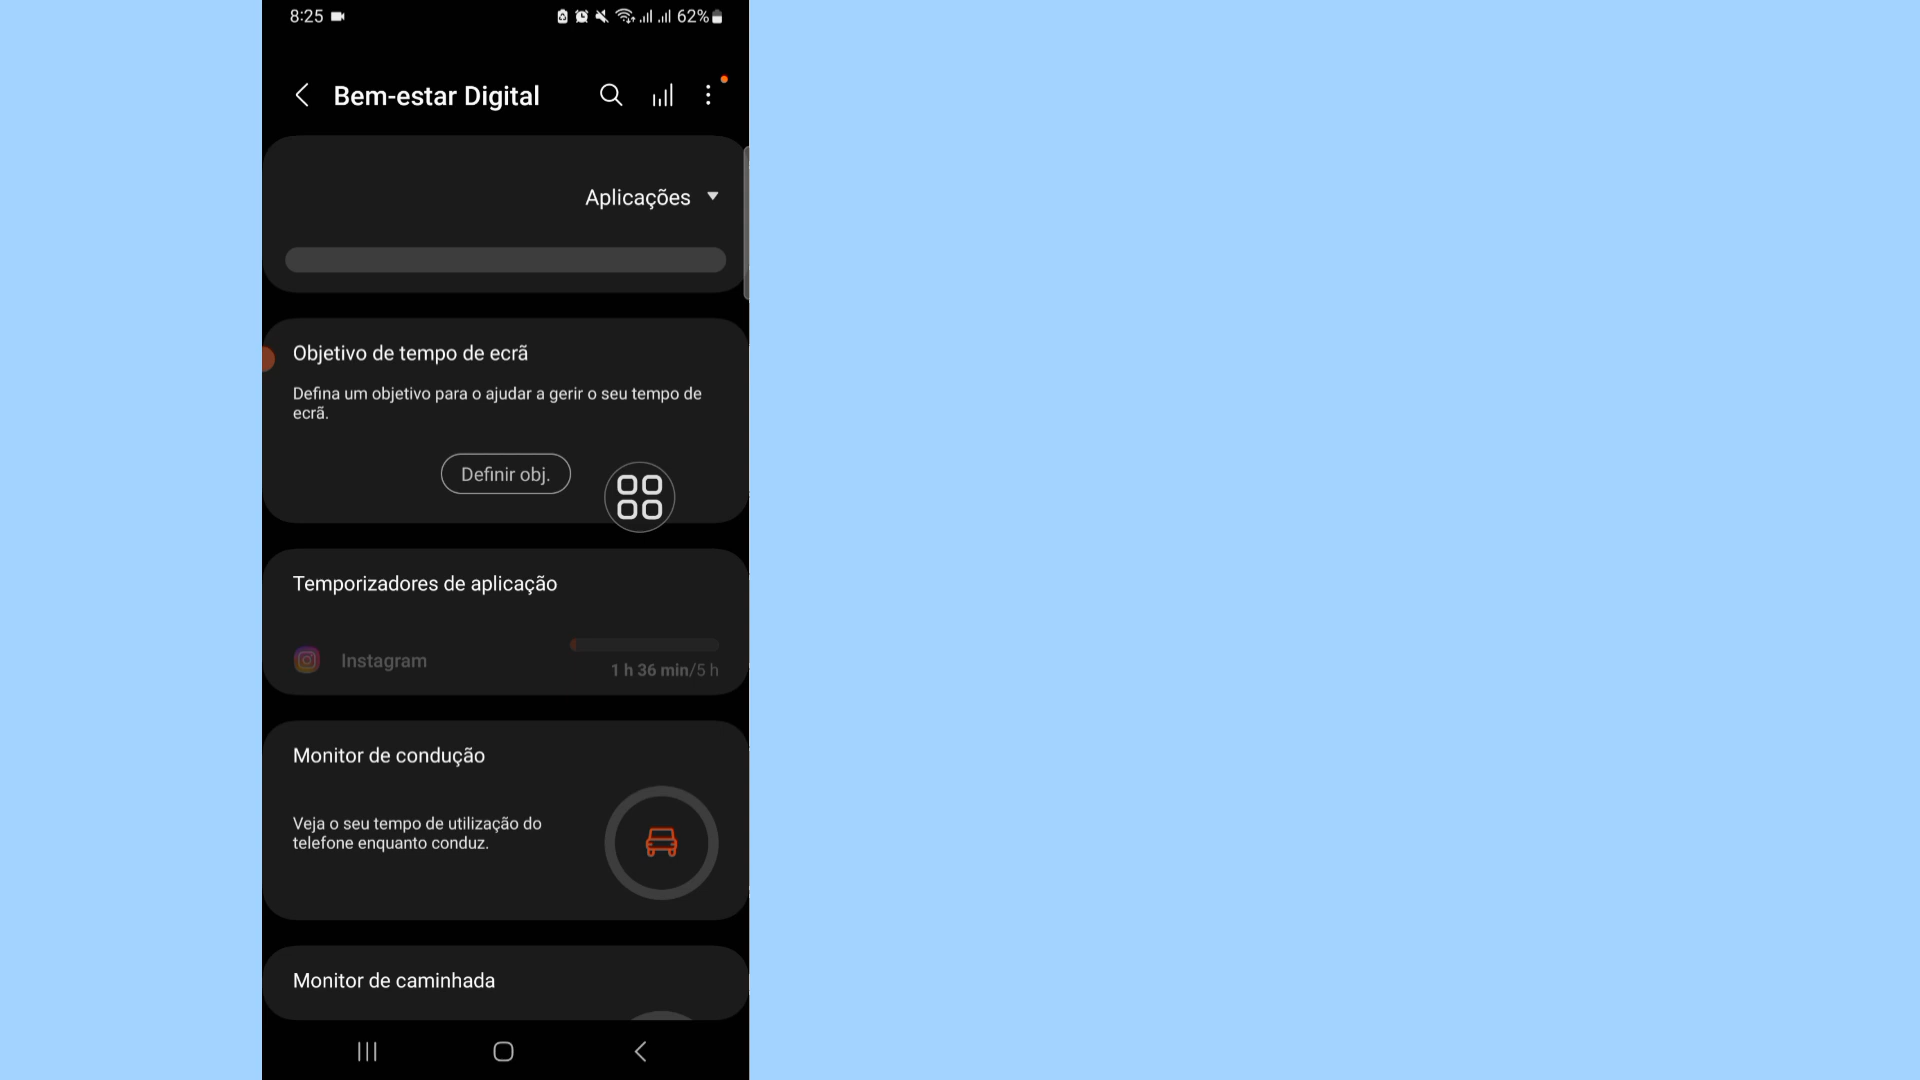 8:25
62%
Bem-estar Digital
Aplicações
Objetivo de tempo de ecrã
Defina um objetivo para o ajudar a gerir o seu tempo de
ecrã.
Definir obj.
Temporizadores de aplicação
Instagram
1 h 36 min/5 h
Monitor de condução
Veja o seu tempo de utilização do
telefone enquanto conduz.
Monitor de caminhada